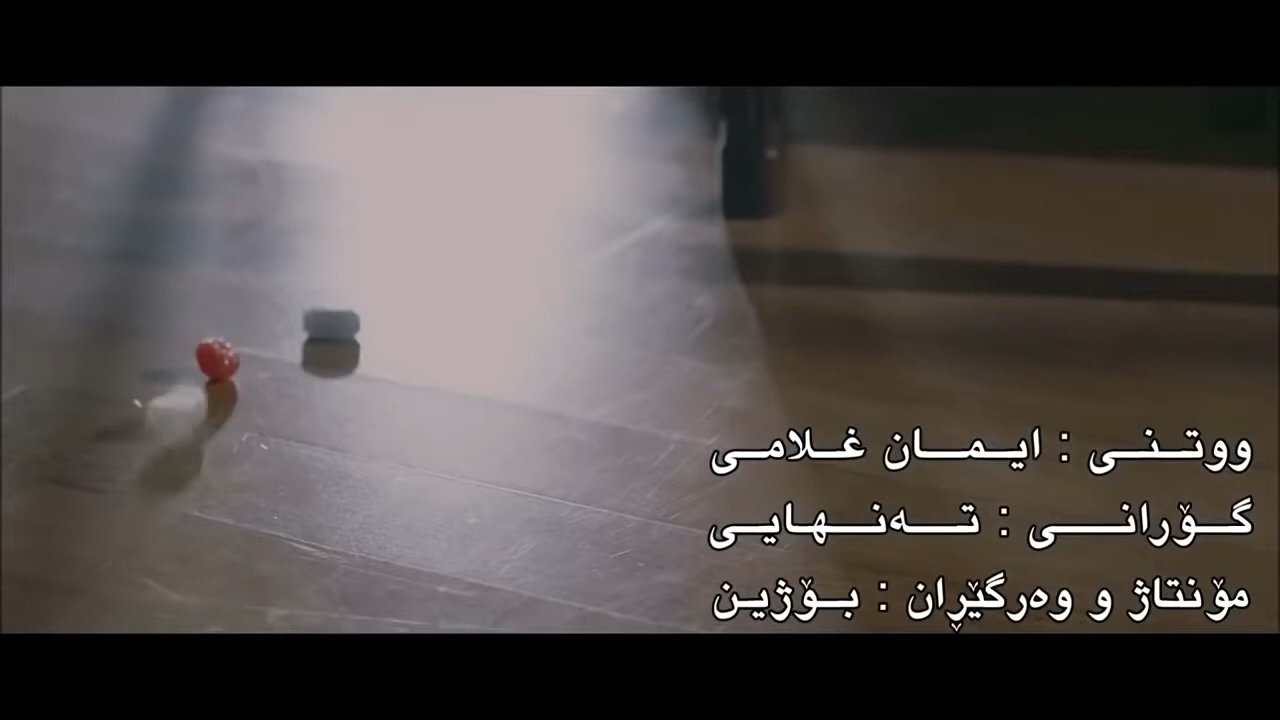 ووتنی : ایمان غلامی
گۆرانی : تەنهایی
مۆنتاژ و وەرگێڕان : بۆژین